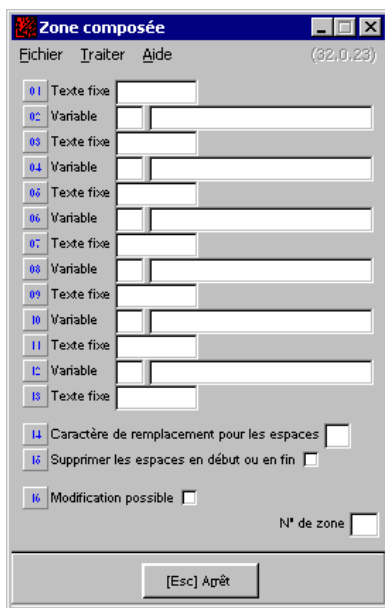 Zone composée
Fichier Traiter Aide (32.0.23)
01 Texte fixe
02 Variable
03 Texte fixe
04 Variable
05 Texte fixe
06 Variable
07 Texte fixe
08 Variable
09 Texte fixe
10 Variable
11 Texte fixe
12 Variable
13 Texte fixe
14 Caractère de remplacement pour les espaces
15 Supprimer les espaces en début ou en fin
16 Modification possible
N° de zone
[Esc] Arrêt